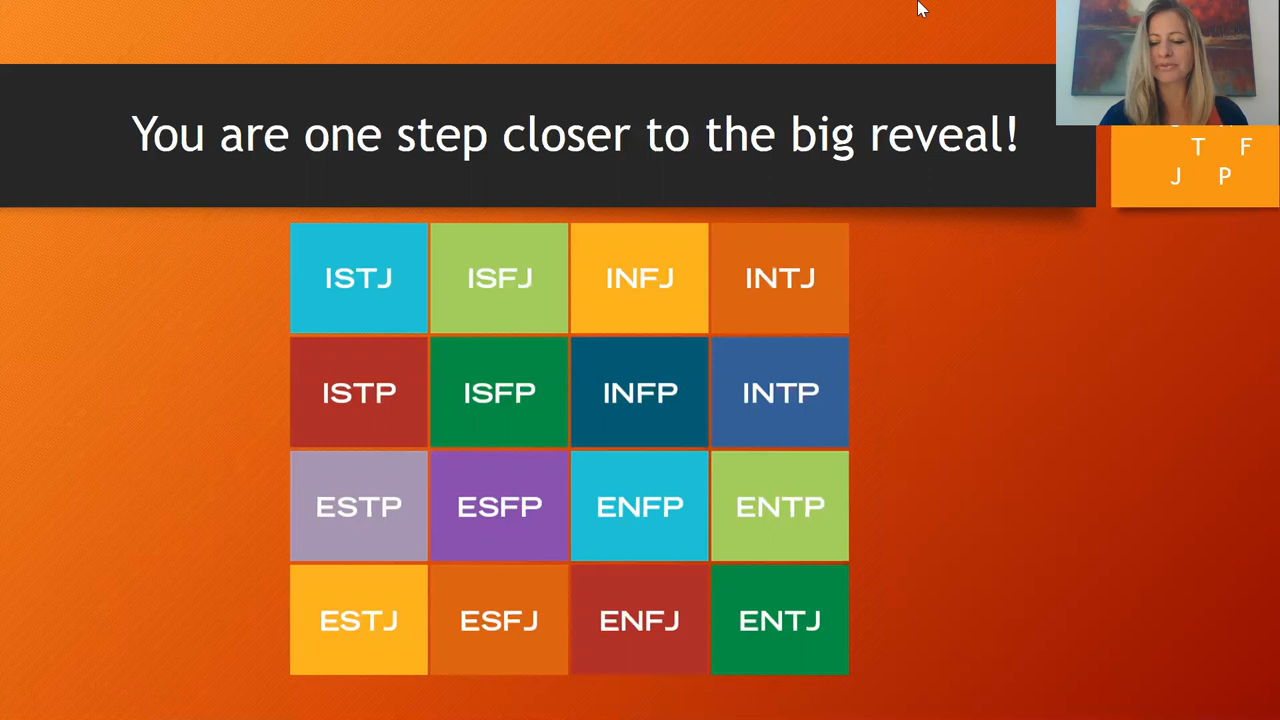 You are one step closer to the big reveal!
T F
J P
ISTJ ISFJ INFJ INTJ
ISTP ISFP INFP INTP
ESTP ESFP ENFP ENTP
ESTJ ESFJ ENFJ ENTJ